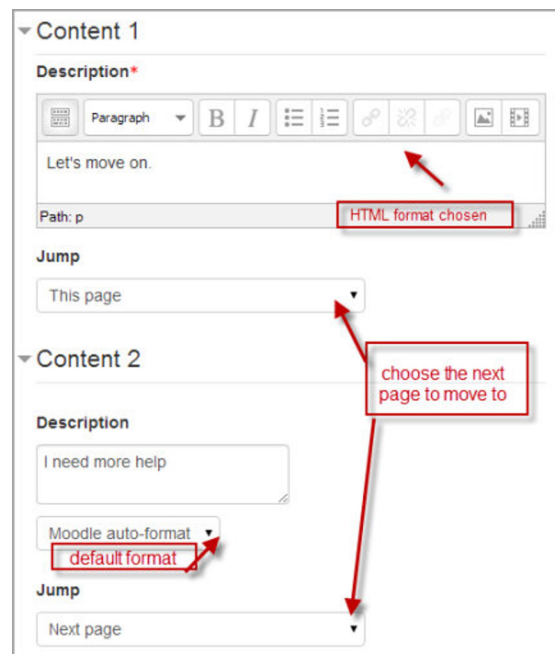 Content 1
Description*
Paragraph B I
Let's move on.
Path: p
HTML format chosen
Jump
This page
Content 2
choose the next
page to move to
Description
I need more help
Moodle auto-format
default format
Jump
Next page